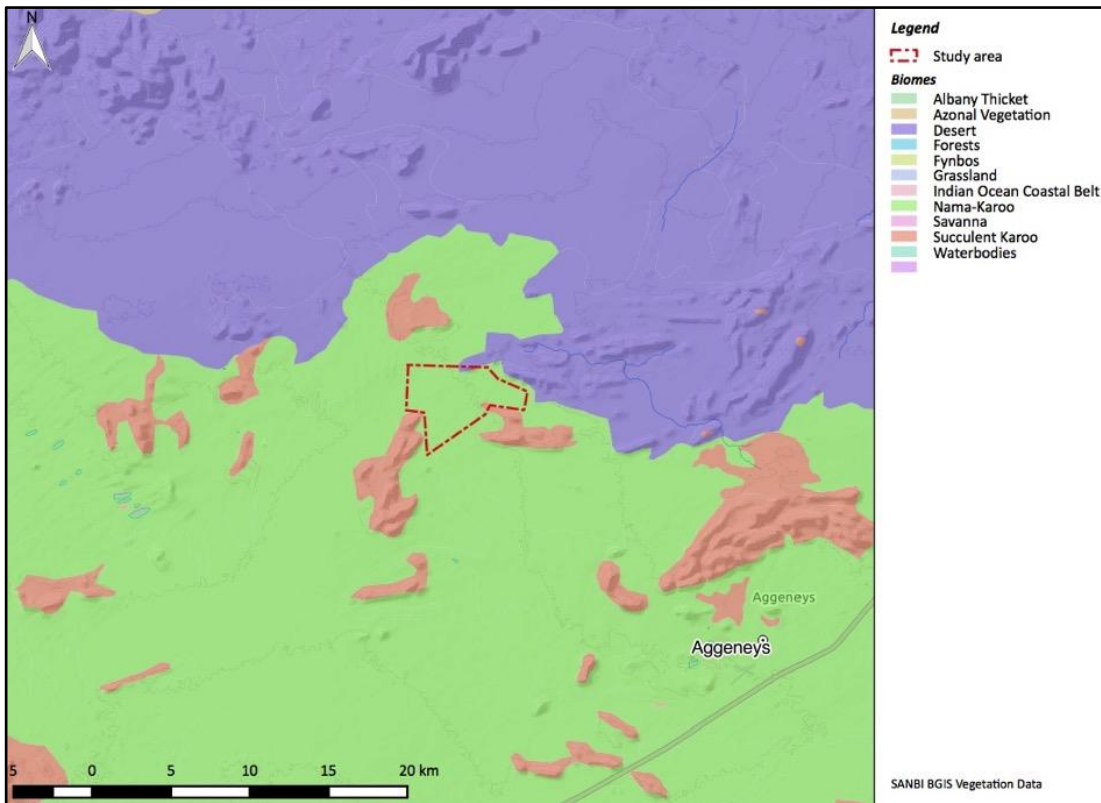 N
Legend
Study area
Biomes
Albany Thicket
Azonal Vegetation
Desert
Forests
Fynbos
Grassland
Indian Ocean Coastal Belt
Nama-Karoo
Savanna
Succulent Karoo
Waterbodies
Aggeneys
Aggeneys
5 0 5 10 15 20 km
SANBI BGIS Vegetation Data